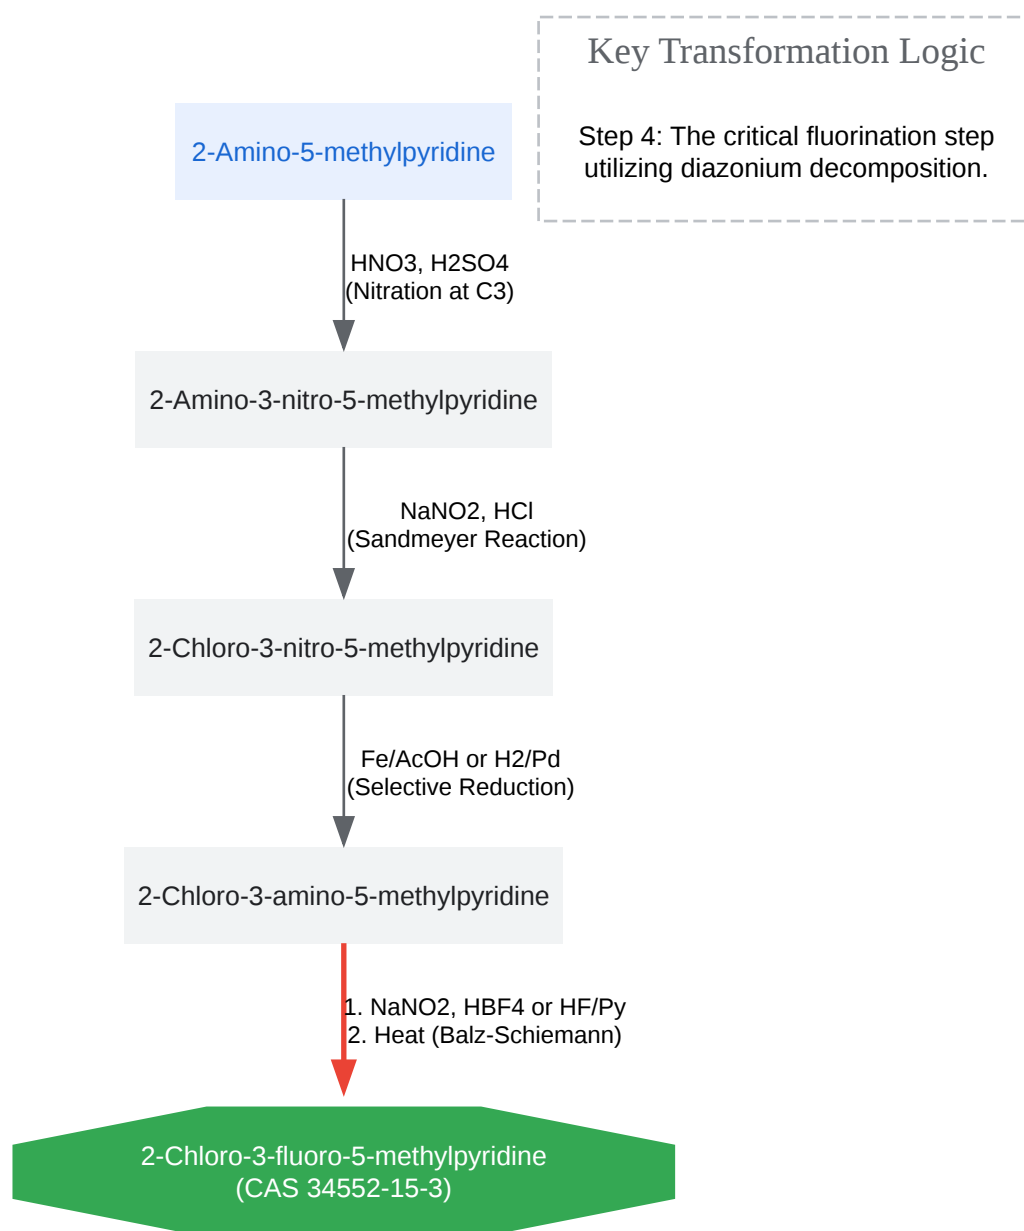 Key Transformation Logic
Step 4: The critical fluorination step
utilizing diazonium decomposition.
2-Amino-5-methylpyridine
HNO3, H2SO4
(Nitration at C3)
2-Amino-3-nitro-5-methylpyridine
NaNO2, HCl
(Sandmeyer Reaction)
2-Chloro-3-nitro-5-methylpyridine
Fe/AcOH or H2/Pd
(Selective Reduction)
2-Chloro-3-amino-5-methylpyridine
1. NaNO2, HBF4 or HF/Py
2. Heat (Balz-Schiemann)
2-Chloro-3-fluoro-5-methylpyridine
(CAS 34552-15-3)